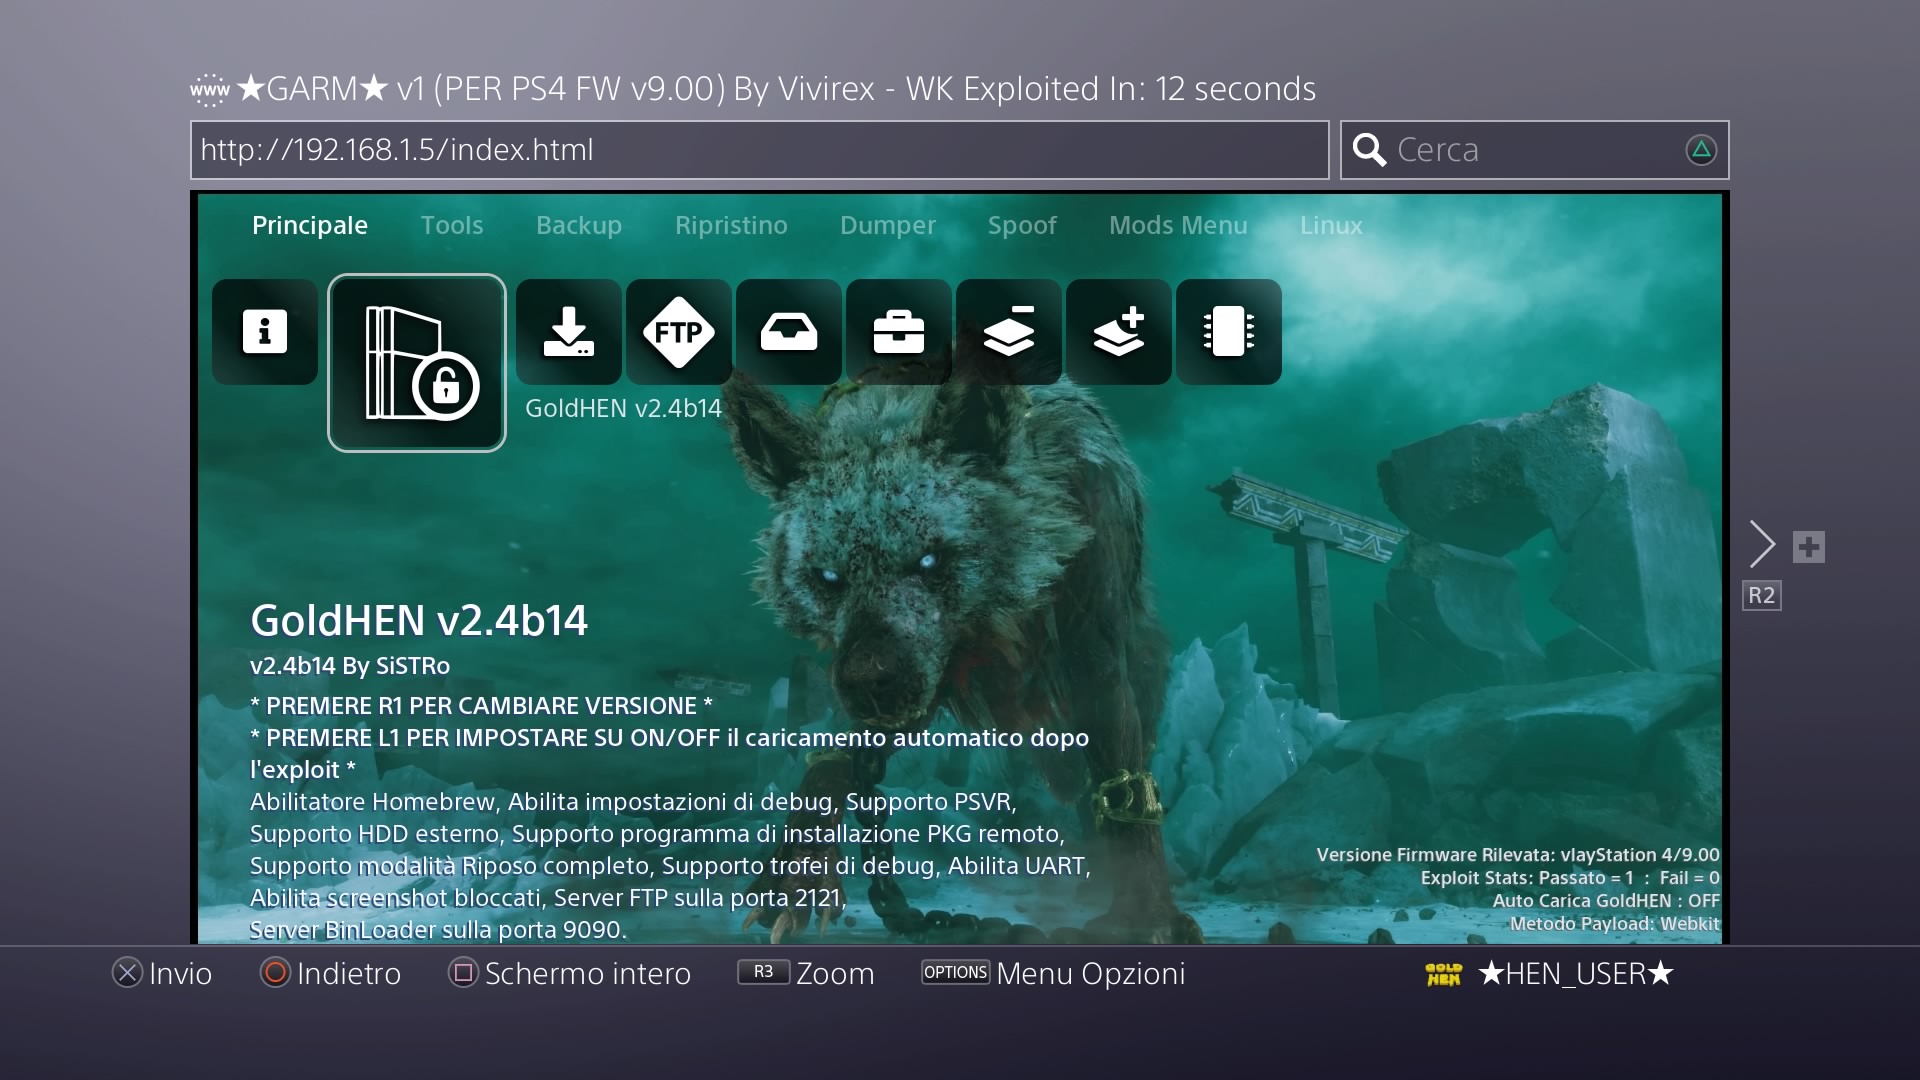 www ★GARM★ v1 (PER PS4 FW v9.00) By Vivirex - WK Exploited In: 12 seconds
http://192.168.1.5/index.html
Cerca
Principale Tools Backup Ripristino Dumper Spoof Mods Menu Linux
FTP
GoldHEN v2.4b14
R2
GoldHEN v2.4b14
v2.4b14 By SiSTRo
* PREMERE R1 PER CAMBIARE VERSIONE *
* PREMERE L1 PER IMPOSTARE SU ON/OFF il caricamento automatico dopo
l'exploit *
Abilitatore Homebrew, Abilita impostazioni di debug, Supporto PSVR,
Supporto HDD esterno, Supporto programma di installazione PKG remoto,
Supporto modalità Riposo completo, Supporto trofei di debug, Abilita UART,
Abilita screenshot bloccati, Server FTP sulla porta 2121,
Server BinLoader sulla porta 9090.
Versione Firmware Rilevata: vlayStation 4/9.00
Exploit Stats: Passato = 1 : Fail = 0
Auto Carica GoldHEN : OFF
Metodo Payload: Webkit
Invio Indietro Schermo intero R3 Zoom OPTIONS Menu Opzioni GOLD HEN ★HEN_USER★